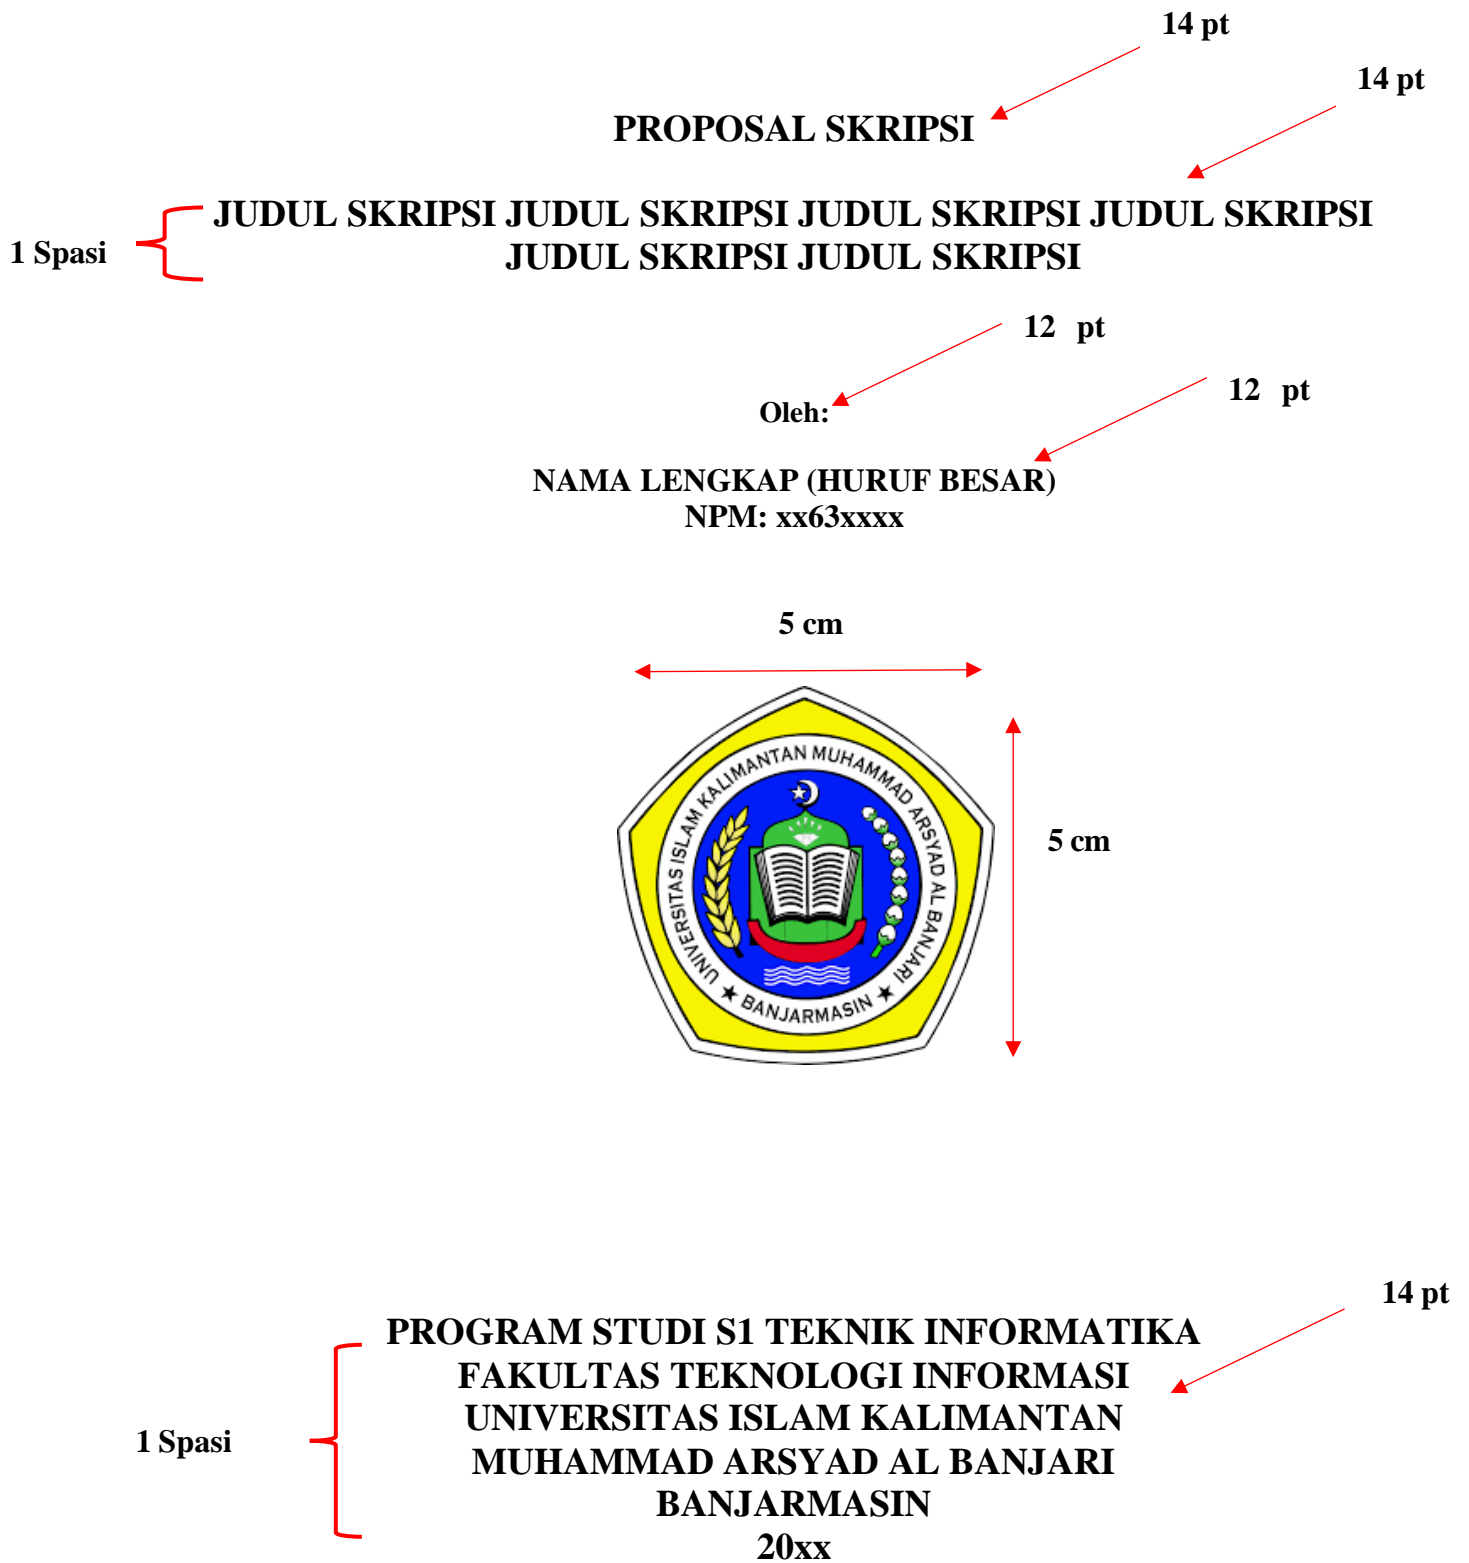 14 pt
14 pt
PROPOSAL SKRIPSI
JUDUL SKRIPSI JUDUL SKRIPSI JUDUL SKRIPSI JUDUL SKRIPSI
1 Spasi
JUDUL SKRIPSI JUDUL SKRIPSI
12 pt
12 pt
Oleh:
NAMA LENGKAP (HURUF BESAR)
NPM: xx63xxxx
5 cm
UNIVERSITAS ISLAM KALIMANTAN MUHAMMAD ARSYAD AL BANJARI
★ BANJARMASIN ★
5 cm
14 pt
PROGRAM STUDI S1 TEKNIK INFORMATIKA
FAKULTAS TEKNOLOGI INFORMASI
UNIVERSITAS ISLAM KALIMANTAN
1 Spasi
MUHAMMAD ARSYAD AL BANJARI
BANJARMASIN
20xx